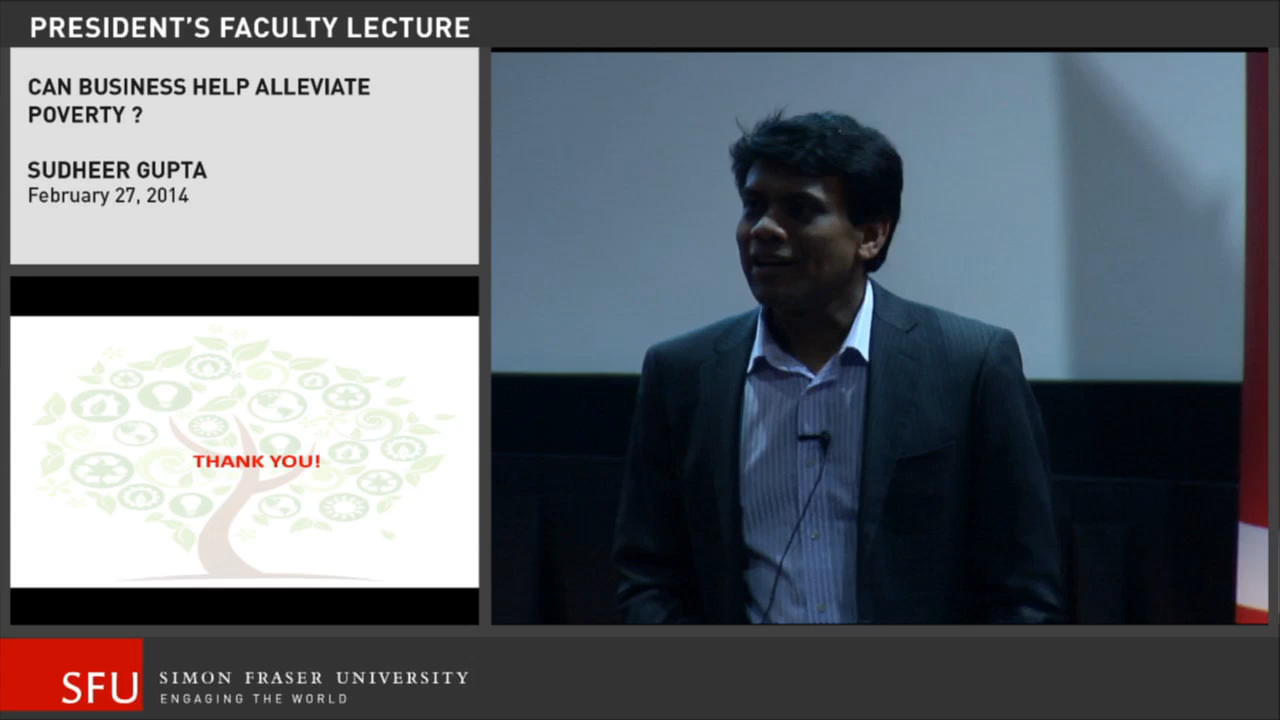 PRESIDENT'S FACULTY LECTURE
CAN BUSINESS HELP ALLEVIATE
POVERTY ?
SUDHEER GUPTA
February 27, 2014
THANK YOU!
SFU
SIMON FRASER UNIVERSITY
ENGAGING THE WORLD